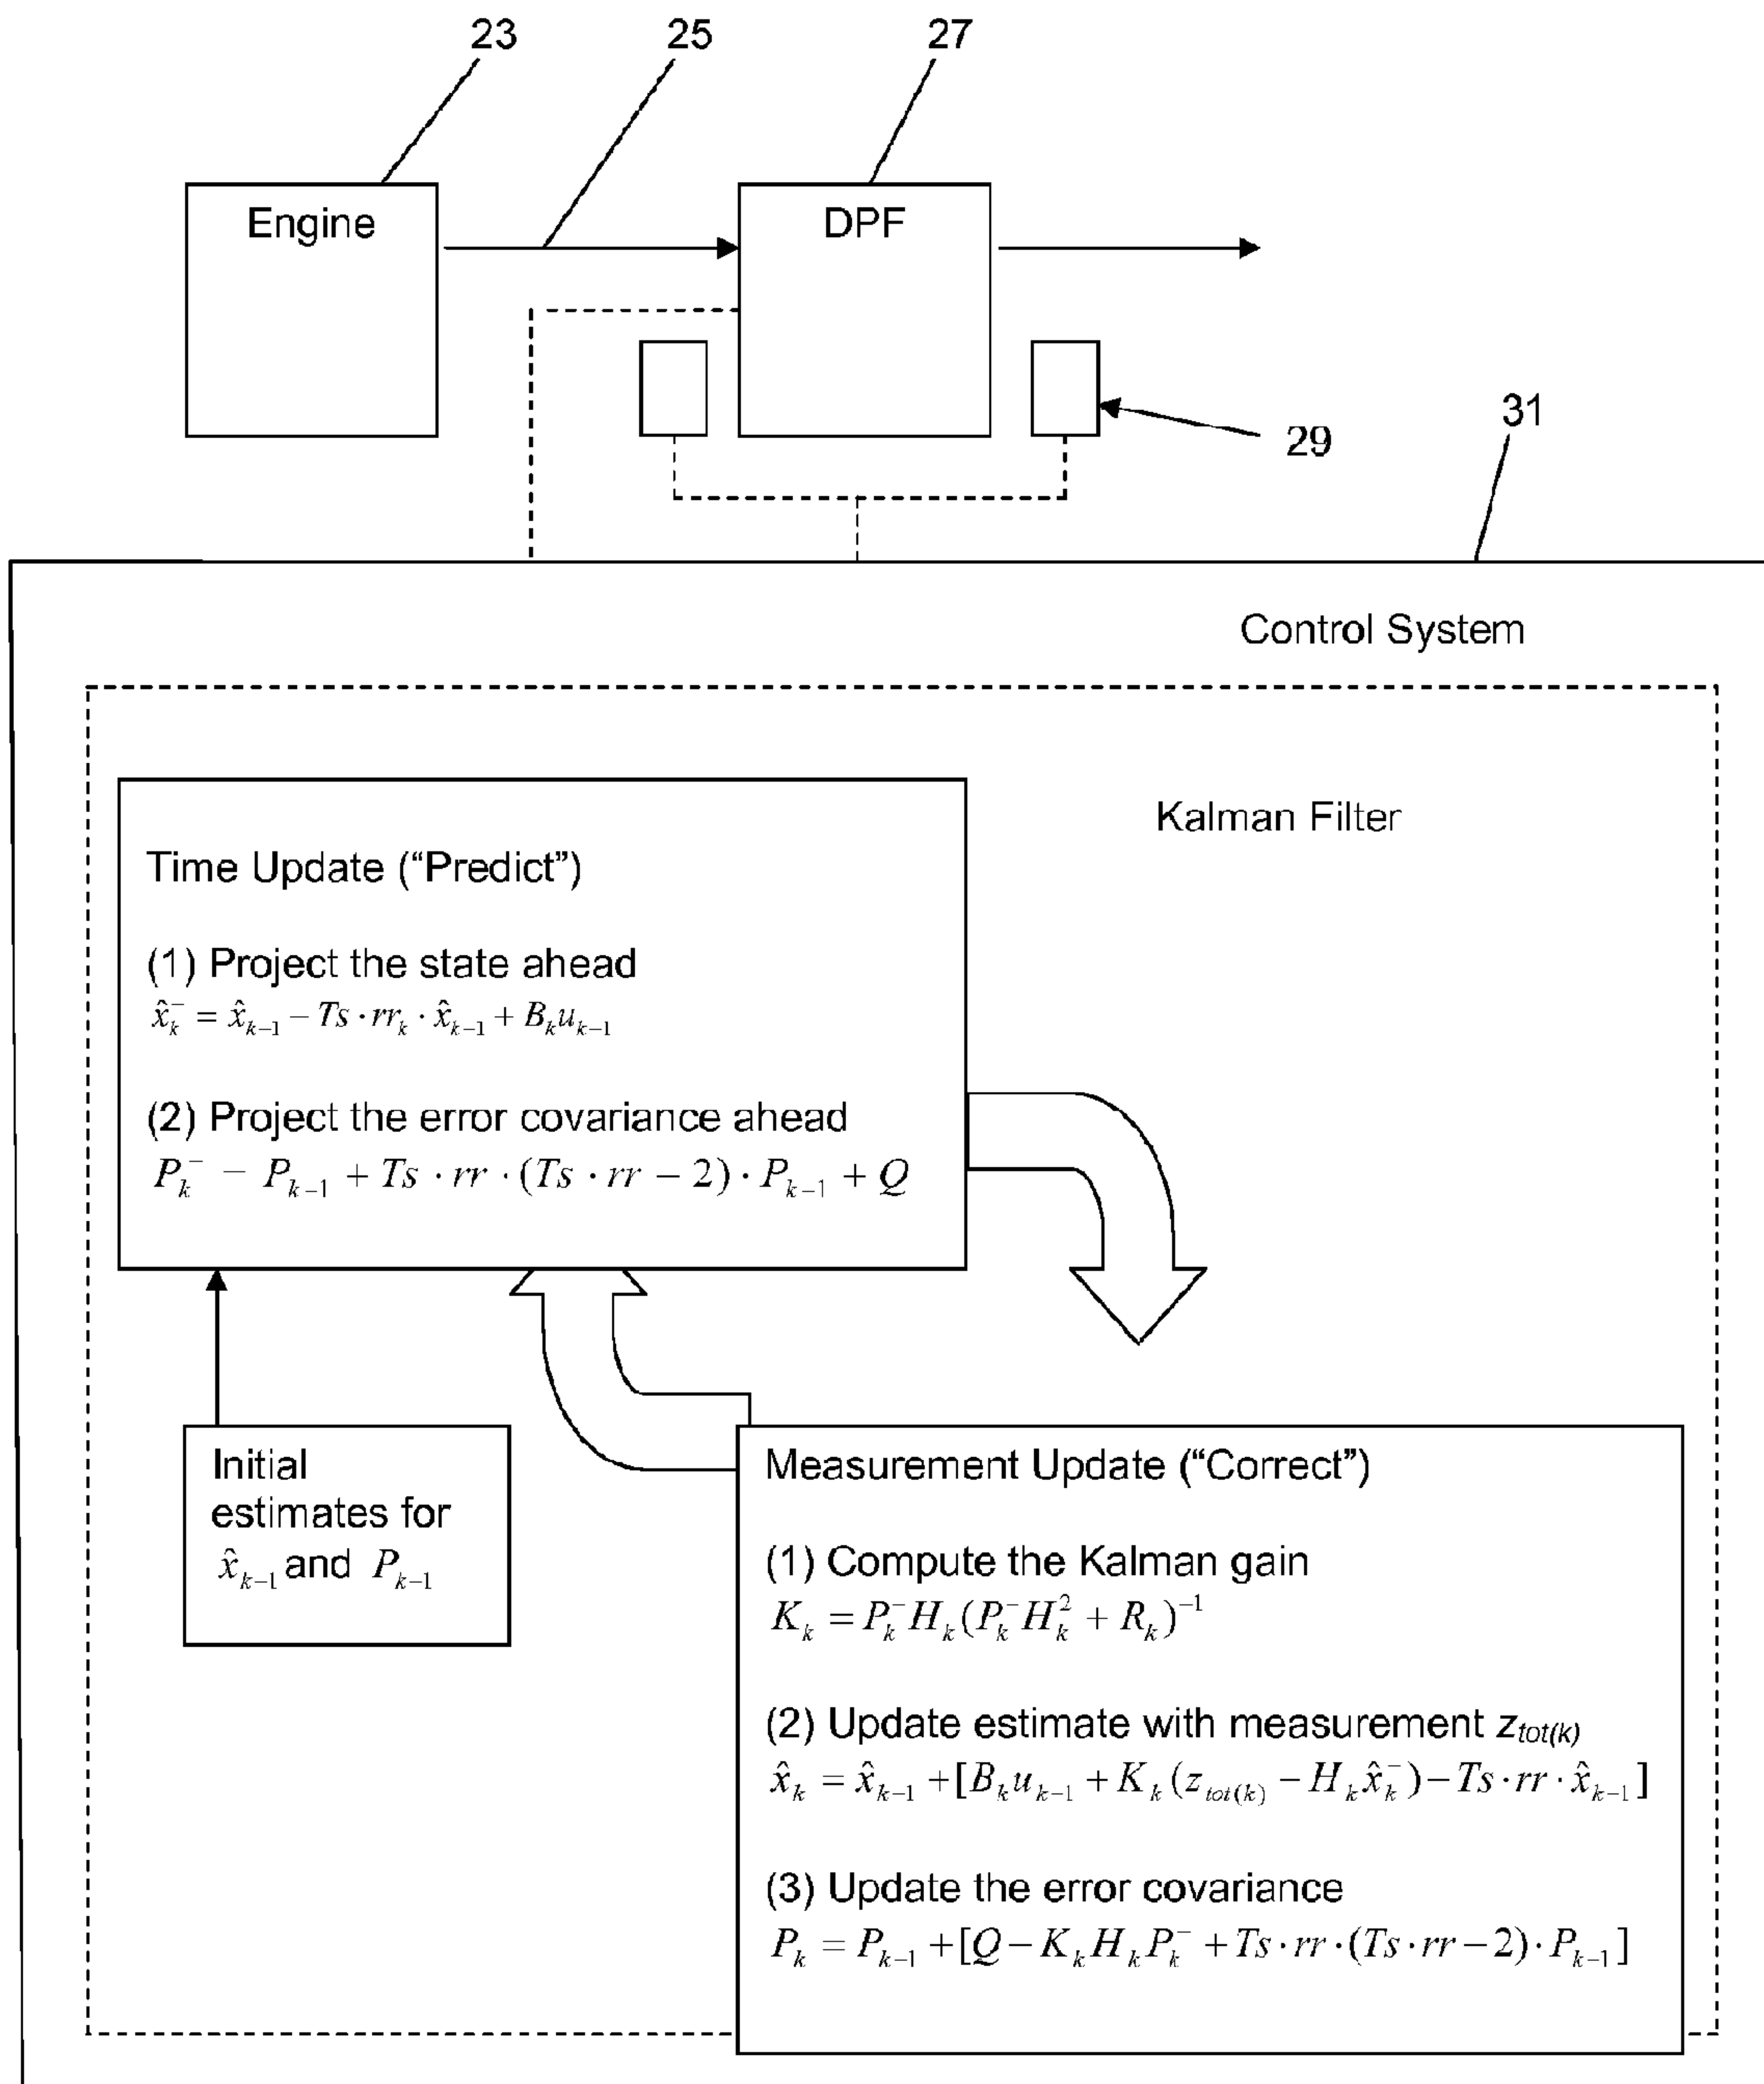 23
25
27
Engine
DPF
29
31
Control System
Kalman Filter
Time Update (“Predict”)
(1) Project the state ahead
x̂ₖ⁻ = x̂ₖ₋₁ − Ts · rrₖ · x̂ₖ₋₁ + Bₖuₖ₋₁
(2) Project the error covariance ahead
Pₖ⁻ − Pₖ₋₁ + Ts · rr · (Ts · rr − 2) · Pₖ₋₁ + Q
Initial
estimates for
x̂ₖ₋₁ and Pₖ₋₁
Measurement Update (“Correct”)
(1) Compute the Kalman gain
Kₖ = Pₖ⁻Hₖ(Pₖ⁻Hₖ² + Rₖ)⁻¹
(2) Update estimate with measurement z_tot(k)
x̂ₖ = x̂ₖ₋₁ + [Bₖuₖ₋₁ + Kₖ(z_tot(k) − Hₖx̂ₖ⁻) − Ts · rr · x̂ₖ₋₁]
(3) Update the error covariance
Pₖ = Pₖ₋₁ + [Q − KₖHₖPₖ⁻ + Ts · rr · (Ts · rr − 2) · Pₖ₋₁]